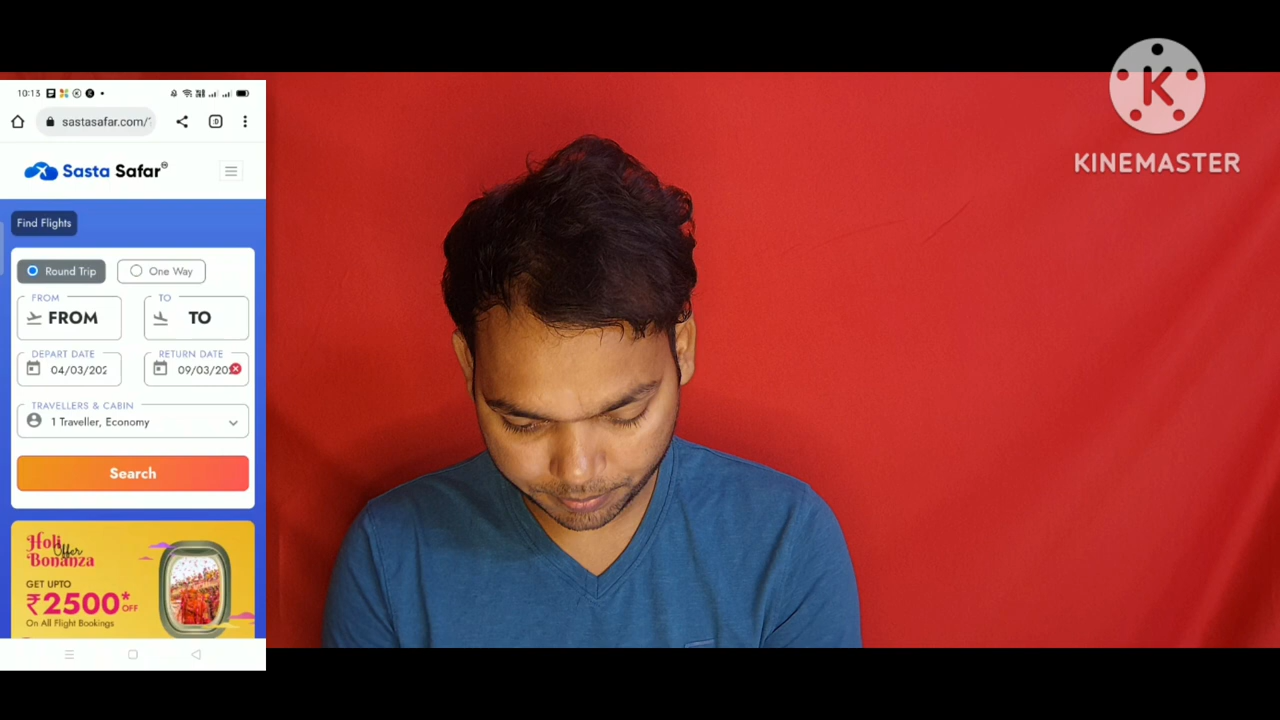 10:13
sastasafar.com/
Sasta Safar
Find Flights
Round Trip
One Way
FROM
TO
FROM
TO
DEPART DATE
RETURN DATE
04/03/202
09/03/202
TRAVELLERS & CABIN
1 Traveller, Economy
Search
Holi
Offer
Bonanza
GET UPTO
₹2500*OFF
On All Flight Bookings
K
KINEMASTER